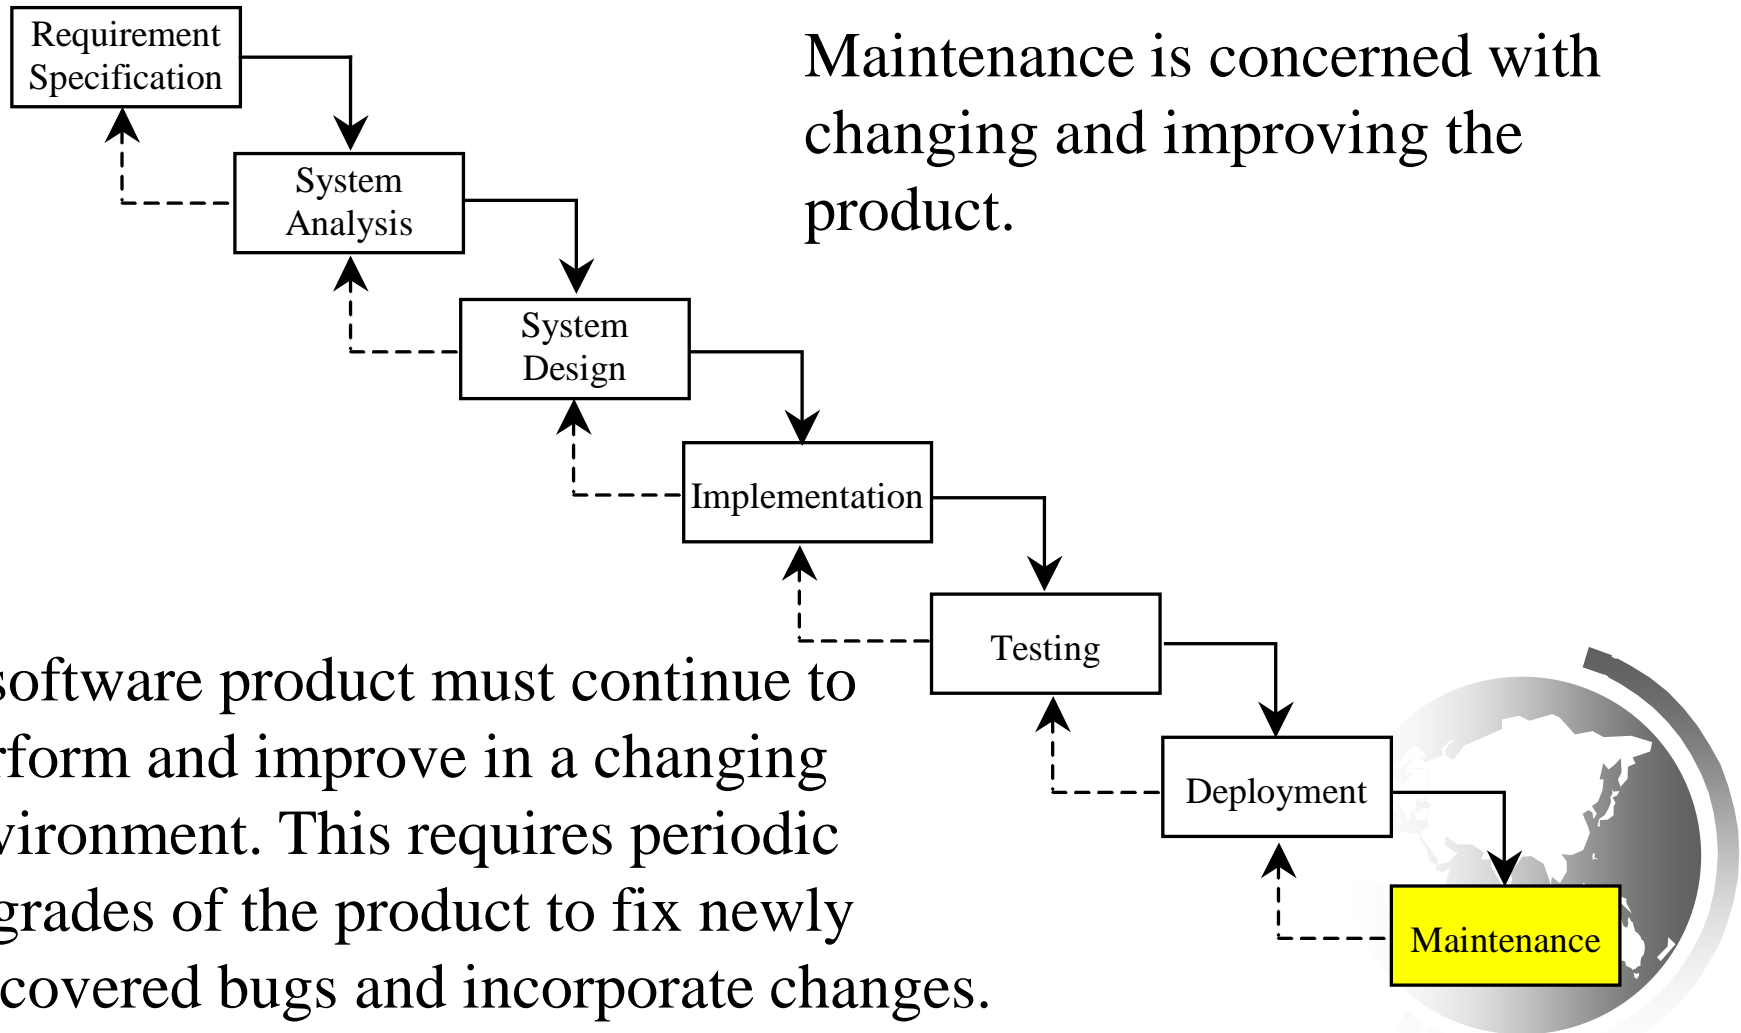 Requirement
Specification
Maintenance is concerned with
changing and improving the
product.
System
Analysis
System
Design
Implementation
Testing
software product must continue to
rform and improve in a changing
vironment. This requires periodic
grades of the product to fix newly
covered bugs and incorporate changes.
Deployment
Maintenance